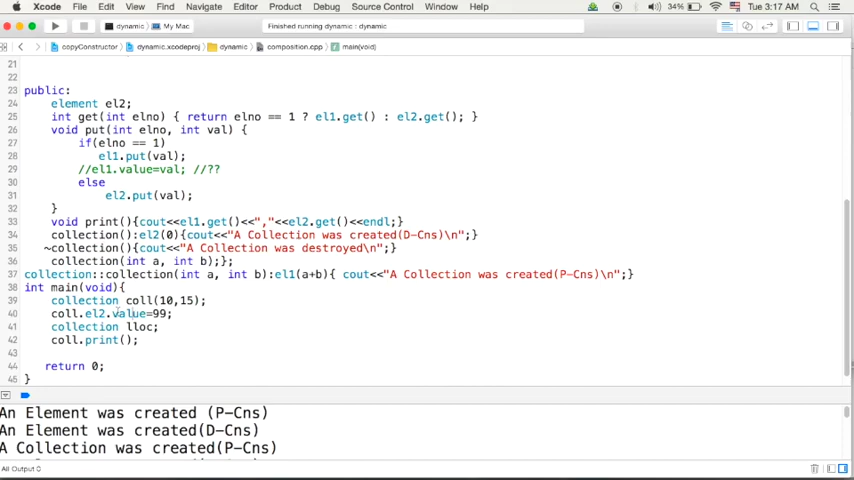 Xcode File Edit View Find Navigate Editor Product Debug Source Control Window Help 34% Tue 3:17 AM
dynamic My Mac Finished running dynamic : dynamic
copyConstructor dynamic.xcodeproj dynamic composition.cpp main(void)
21
22
23 public:
24 element el2;
25 int get(int elno) { return elno == 1 ? el1.get() : el2.get(); }
26 void put(int elno, int val) {
27 if(elno == 1)
28 el1.put(val);
29 //el1.value=val; //??
30 else
31 el2.put(val);
32 }
33 void print(){cout<<el1.get()<<","<<el2.get()<<endl;}
34 collection():el2(0){cout<<"A Collection was created(D-Cns)\n";}
35 ~collection(){cout<<"A Collection was destroyed\n";}
36 collection(int a, int b);};
37 collection::collection(int a, int b):el1(a+b){ cout<<"A Collection was created(P-Cns)\n";}
38 int main(void){
39 collection coll(10,15);
40 coll.el2.value=99;
41 collection lloc;
42 coll.print();
43
44 return 0;
45 }
An Element was created (P-Cns)
An Element was created(D-Cns)
A Collection was created(P-Cns)
All Output